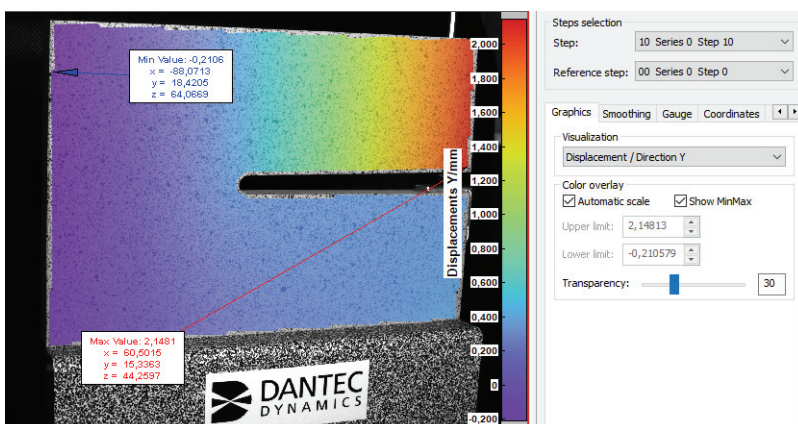 Min Value: -0,2106
x = -88,0713
y = 18,4205
z = 64,0669
Max Value: 2,1481
x = 60,5015
y = 15,3363
z = 44,2597
DANTEC
DYNAMICS
Displacements Y/mm
2,000
1,800
1,600
1,400
1,200
1,000
0,800
0,600
0,400
0,200
0
-0,200
Steps selection
Step: 10 Series 0 Step 10
Reference step: 00 Series 0 Step 0
Graphics Smoothing Gauge Coordinates
Visualization
Displacement / Direction Y
Color overlay
Automatic scale Show MinMax
Upper limit: 2,14813
Lower limit: -0,210579
Transparency: 30